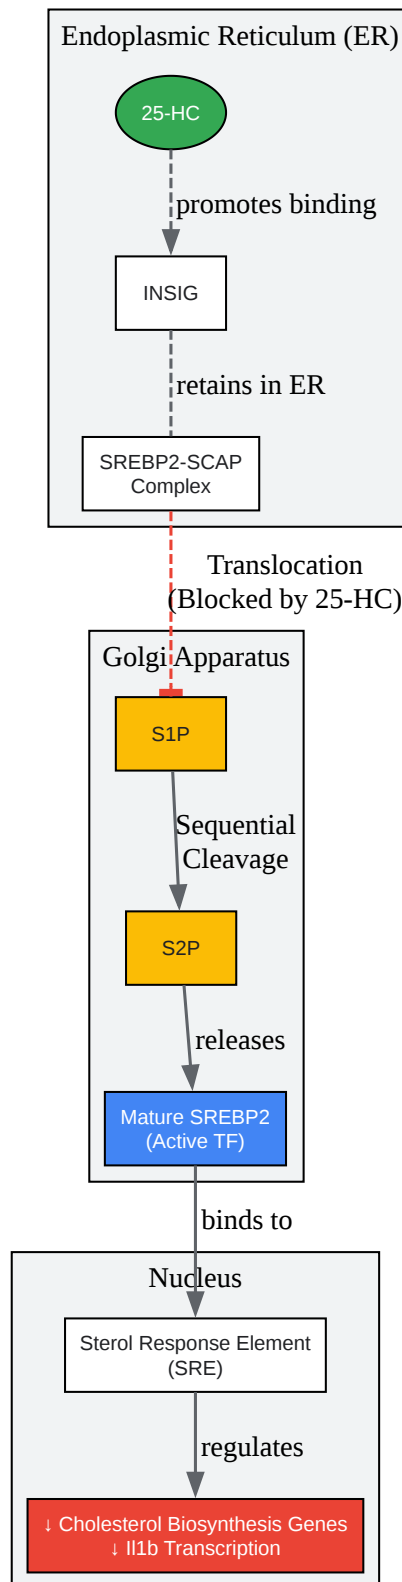 Endoplasmic Reticulum (ER)
25-HC
promotes binding
INSIG
retains in ER
SREBP2-SCAP
Complex
Translocation
(Blocked by 25-HC)
Golgi Apparatus
S1P
Sequential
Cleavage
S2P
releases
Mature SREBP2
(Active TF)
binds to
Nucleus
Sterol Response Element
(SRE)
regulates
↓ Cholesterol Biosynthesis Genes
↓ Il1b Transcription